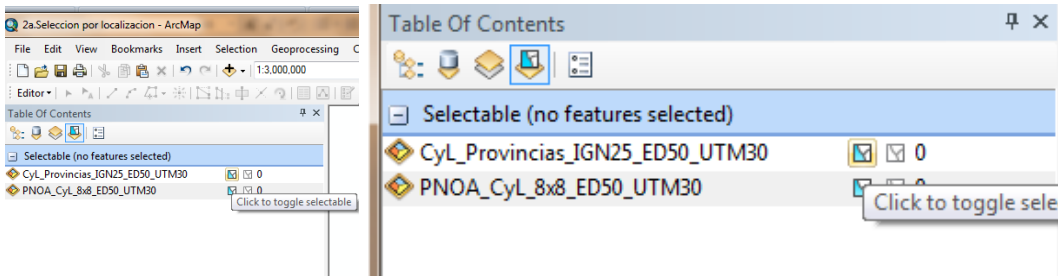 2a.Seleccion por localizacion - ArcMap
File Edit View Bookmarks Insert Selection Geoprocessing C
1:3,000,000
Editor
Table Of Contents
Selectable (no features selected)
CyL_Provincias_IGN25_ED50_UTM30 0
PNOA_CyL_8x8_ED50_UTM30 0
Click to toggle selectable
Table Of Contents
Selectable (no features selected)
CyL_Provincias_IGN25_ED50_UTM30 0
PNOA_CyL_8x8_ED50_UTM30 0
Click to toggle sele